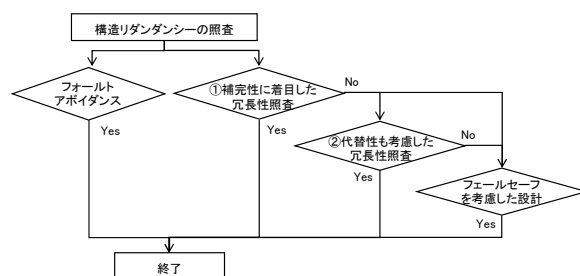 構造リダンダンシーの照査
フォールト
アボイダンス
Yes
①補完性に着目した
冗長性照査
No
Yes
②代替性も考慮した
冗長性照査
No
Yes
フェールセーフ
を考慮した設計
Yes
終了